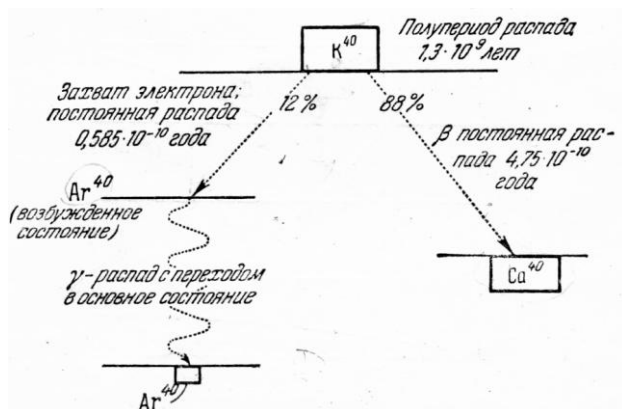 K⁴⁰
Полупериод распада
1,3·10⁹ лет
Захват электрона;
постоянная распада
0,585·10⁻¹⁰ года
12%
88%
β постоянная рас-
пада 4,75·10⁻¹⁰
года
Ar⁴⁰
(возбужденное
состояние)
γ-распад с переходом
в основное состояние
Ca⁴⁰
Ar⁴⁰